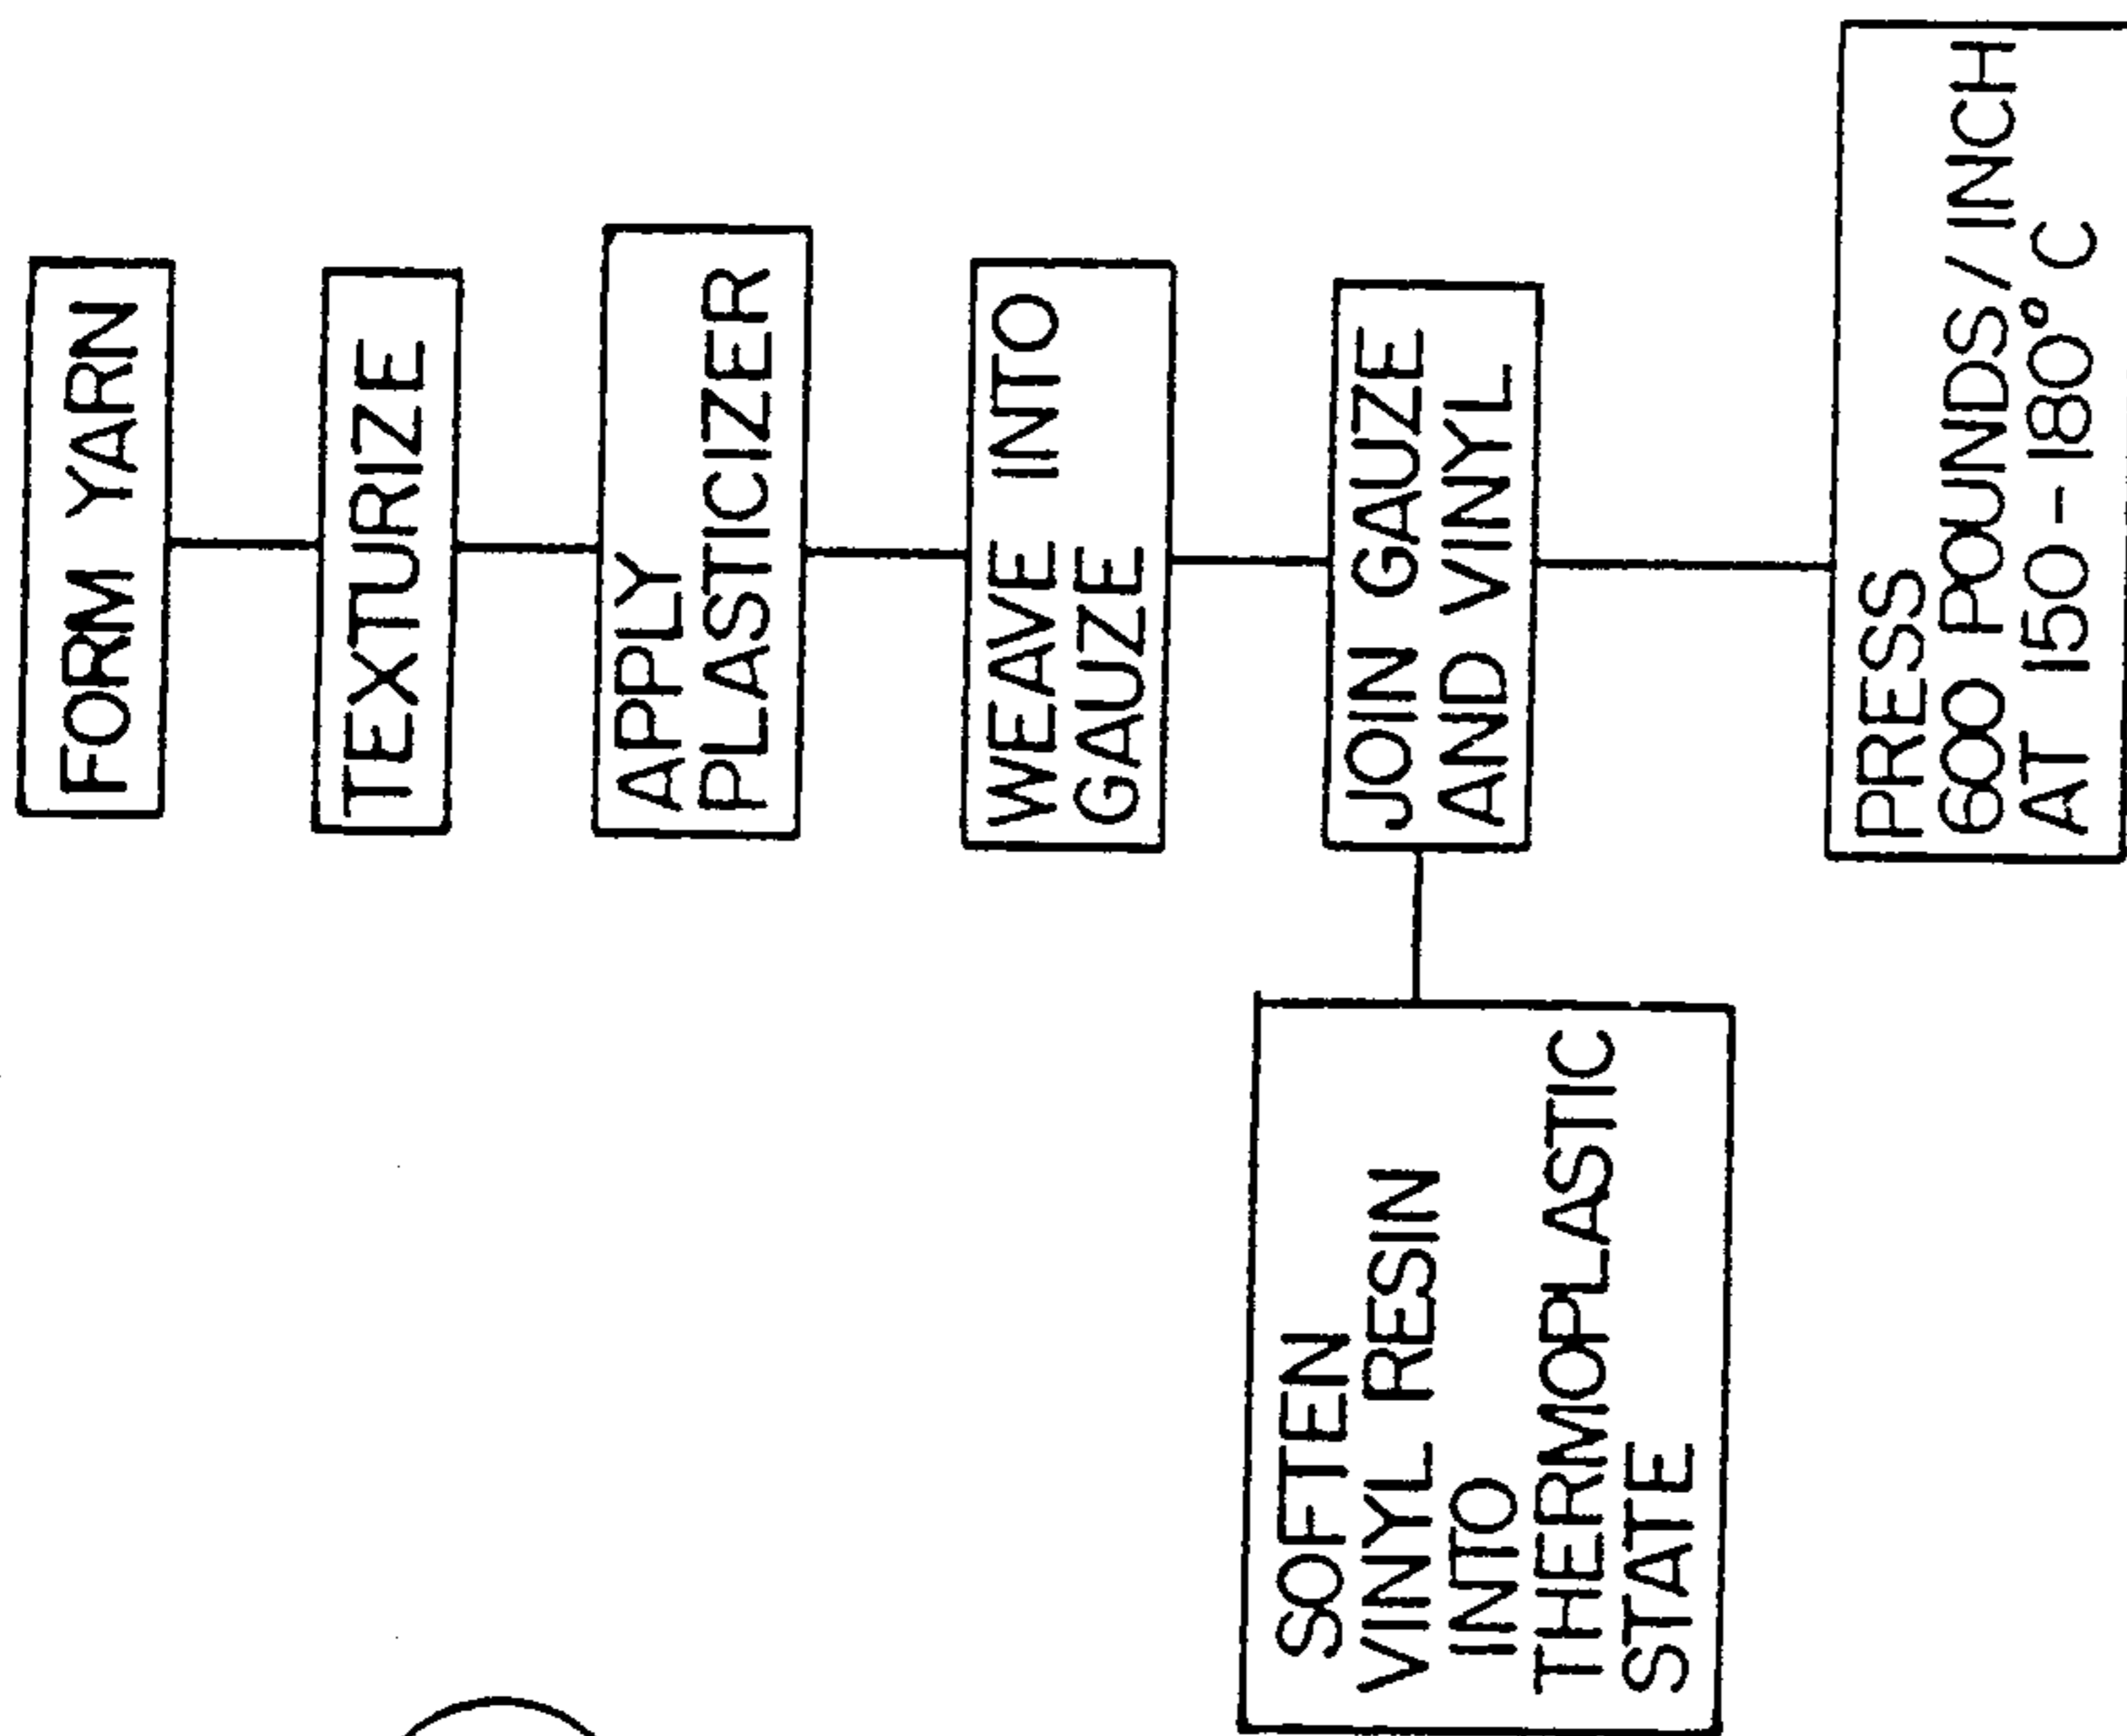 FORM YARN
TEXTURIZE
APPLY
PLASTICIZER
WEAVE INTO
GAUZE
SOFTEN
VINYL RESIN
INTO
THERMOPLASTIC
STATE
JOIN GAUZE
AND VINYL
PRESS
600 POUNDS/INCH
AT 150-180° C